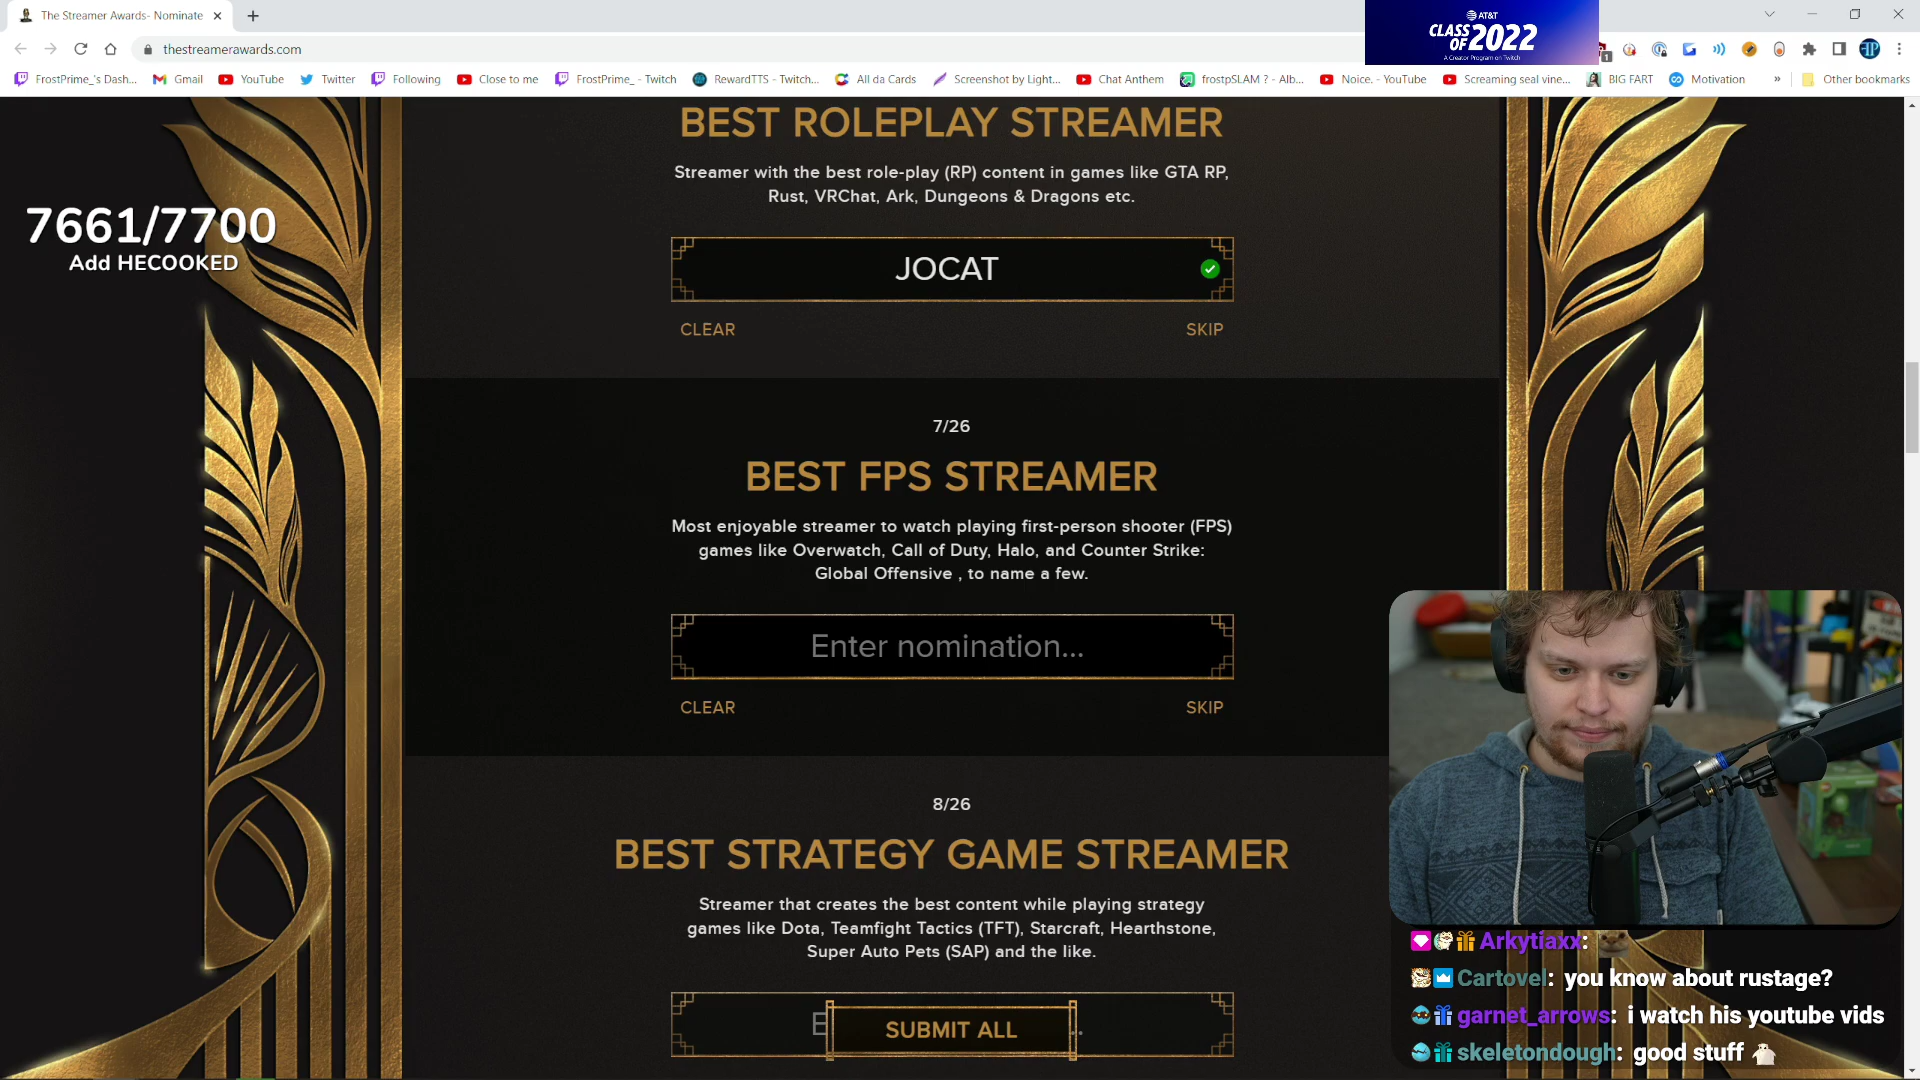 The Streamer Awards- Nominate
AT&T
CLASS OF 2022
A Creator Program on Twitch
thestreamerawards.com
1
FrostPrime_'s Dash...
Gmail
YouTube
Twitter
Following
Close to me
FrostPrime_ - Twitch
RewardTTS - Twitch...
All da Cards
Screenshot by Light...
Chat Anthem
frostpSLAM ? - Alb...
Noice. - YouTube
Screaming seal vine...
BIG FART
Motivation
»
Other bookmarks
BEST ROLEPLAY STREAMER
Streamer with the best role-play (RP) content in games like GTA RP,
Rust, VRChat, Ark, Dungeons & Dragons etc.
7661/7700
Add HECOOKED
JOCAT
CLEAR
SKIP
7/26
BEST FPS STREAMER
Most enjoyable streamer to watch playing first-person shooter (FPS)
games like Overwatch, Call of Duty, Halo, and Counter Strike:
Global Offensive , to name a few.
Enter nomination...
CLEAR
SKIP
8/26
BEST STRATEGY GAME STREAMER
Streamer that creates the best content while playing strategy
games like Dota, Teamfight Tactics (TFT), Starcraft, Hearthstone,
Super Auto Pets (SAP) and the like.
SUBMIT ALL
Arkytiaxx:
Cartovel: you know about rustage?
garnet_arrows: i watch his youtube vids
skeletondough: good stuff